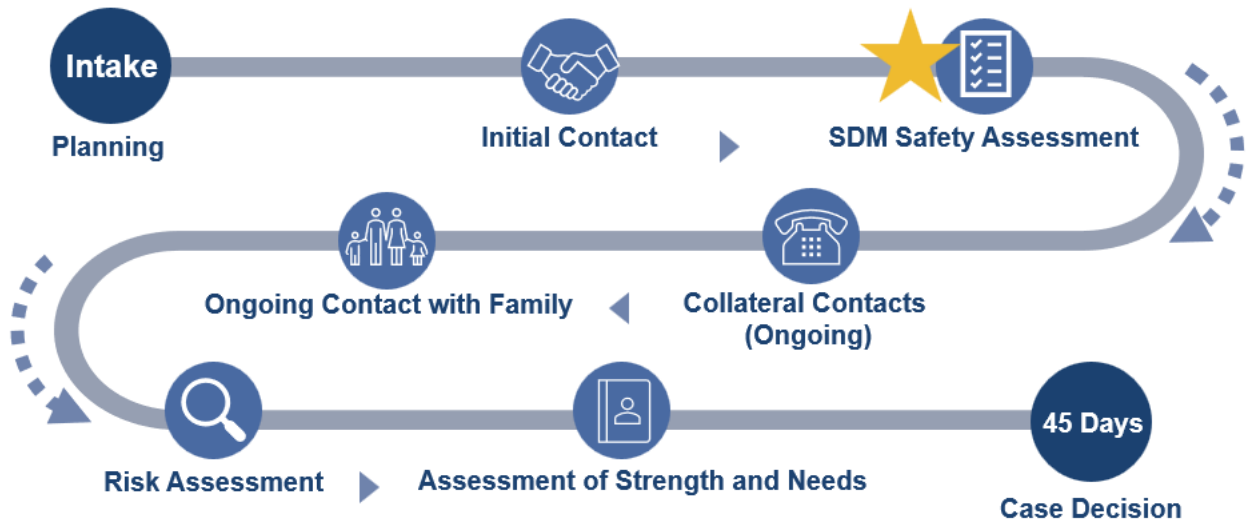 Intake
Planning
Initial Contact
SDM Safety Assessment
Ongoing Contact with Family
Collateral Contacts
(Ongoing)
Risk Assessment
Assessment of Strength and Needs
45 Days
Case Decision